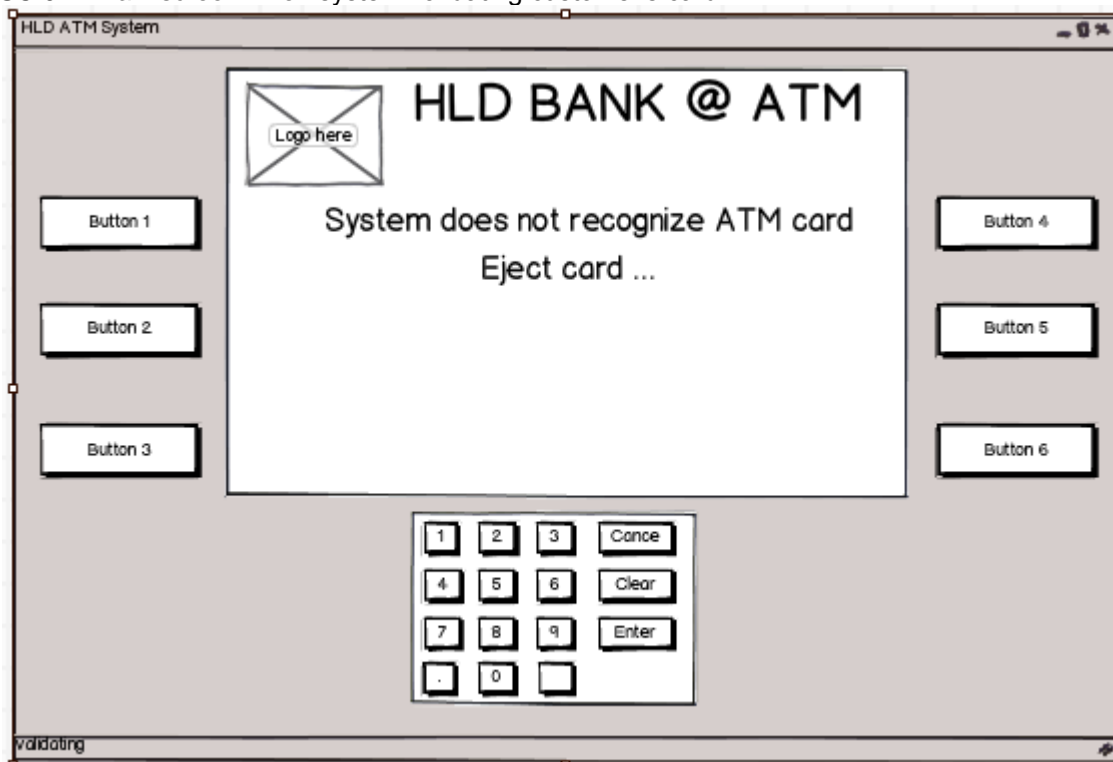 HLD ATM System
Logo here
HLD BANK @ ATM
System does not recognize ATM card
Eject card ...
Button 1
Button 4
Button 2
Button 5
Button 3
Button 6
1 2 3 Cance
4 5 6 Clear
7 8 9 Enter
. 0
validating